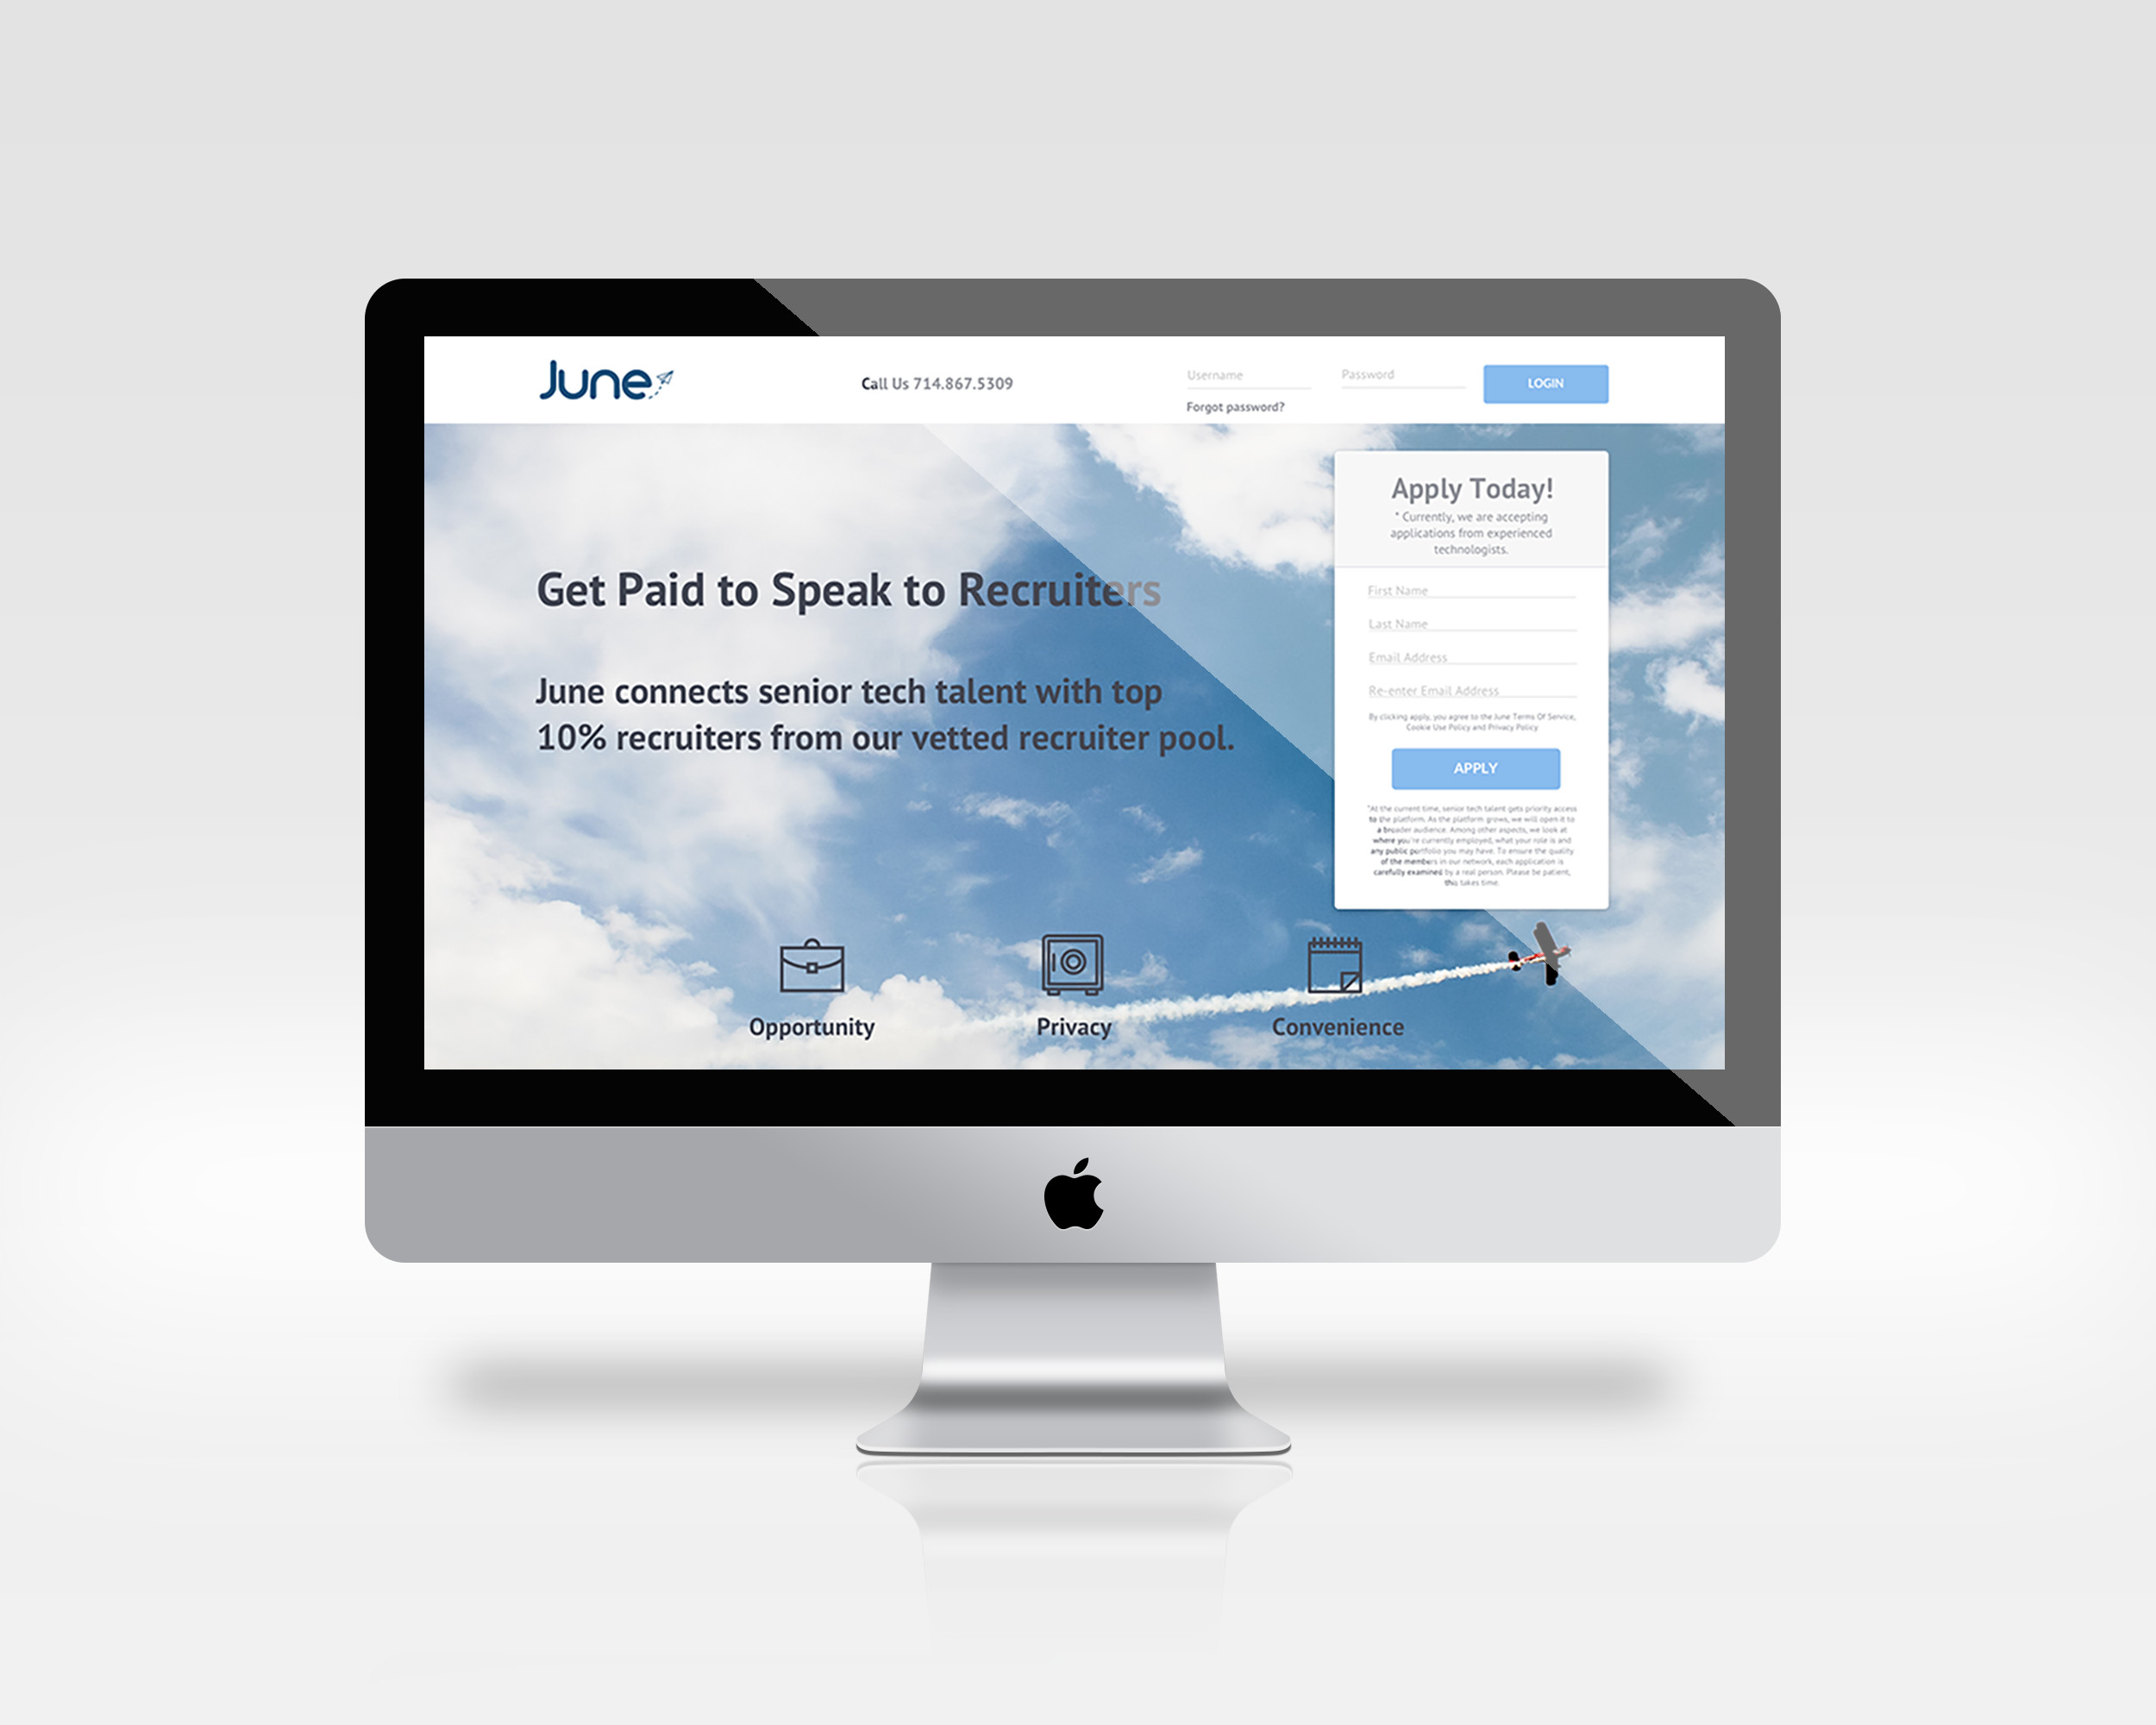 June
Call Us 714.867.5309
Username
Password
LOGIN
Forgot password?
Get Paid to Speak to Recruiters
June connects senior tech talent with top
10% recruiters from our vetted recruiter pool.
Apply Today!
* Currently, we are accepting
applications from experienced
technologists.
First Name
Last Name
Email Address
Re-enter Email Address
By clicking apply, you agree to the June Terms Of Service,
Cookie Use Policy and Privacy Policy
APPLY
*At the current time, senior tech talent gets priority access
to the platform. As the platform grows, we will open it to
a broader audience. Among other aspects, we look at
where you're currently employed, what your role is and
any public portfolio you may have. To ensure the quality
of the members in our network, each application is
carefully examined by a real person. Please be patient,
this takes time.
Opportunity
Privacy
Convenience